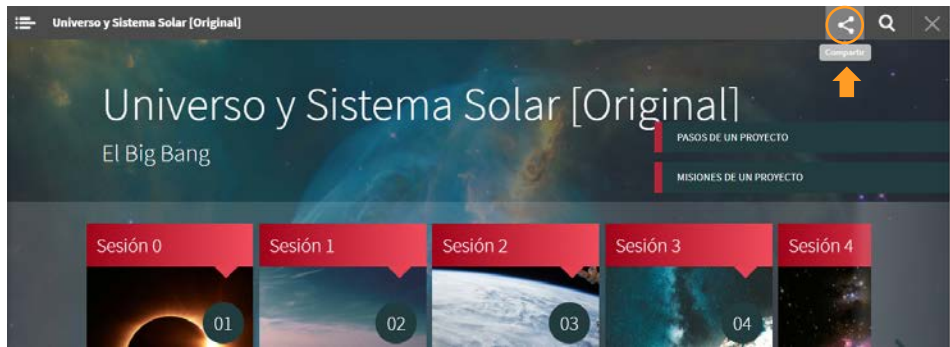 Universo y Sistema Solar [Original]
Compartir
Universo y Sistema Solar [Original]
El Big Bang
PASOS DE UN PROYECTO
MISIONES DE UN PROYECTO
Sesión 0
Sesión 1
Sesión 2
Sesión 3
Sesión 4
01
02
03
04